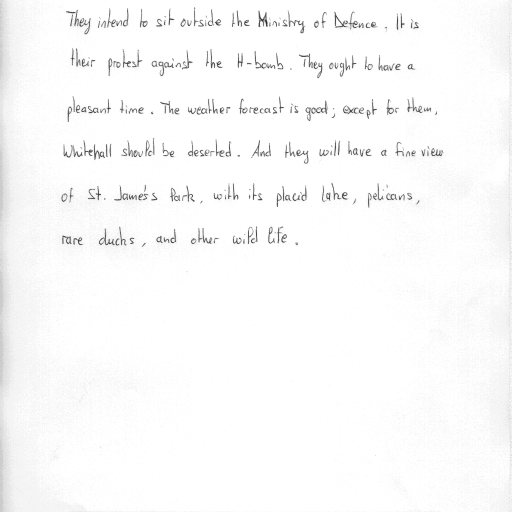 They intend to sit outside the Ministry of Defence. It is
their protest against the H-bomb. They ought to have a
pleasant time. The weather forecast is good; except for them,
Whitehall should be deserted. And they will have a fine view
of St. James's Park, with its placid lake, pelicans,
rare ducks, and other wild life.